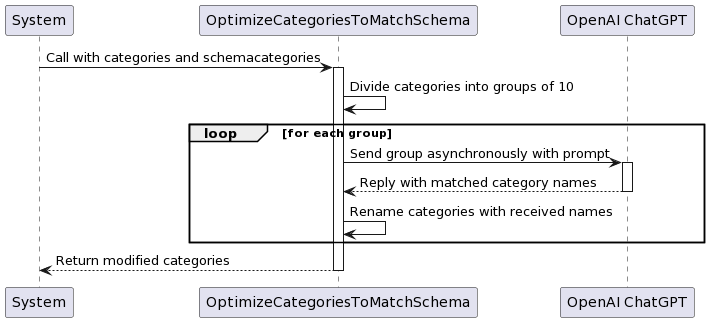 System OptimizeCategoriesToMatchSchema OpenAI ChatGPT
Call with categories and schemacategories
Divide categories into groups of 10
loop [for each group]
Send group asynchronously with prompt
Reply with matched category names
Rename categories with received names
Return modified categories
System OptimizeCategoriesToMatchSchema OpenAI ChatGPT